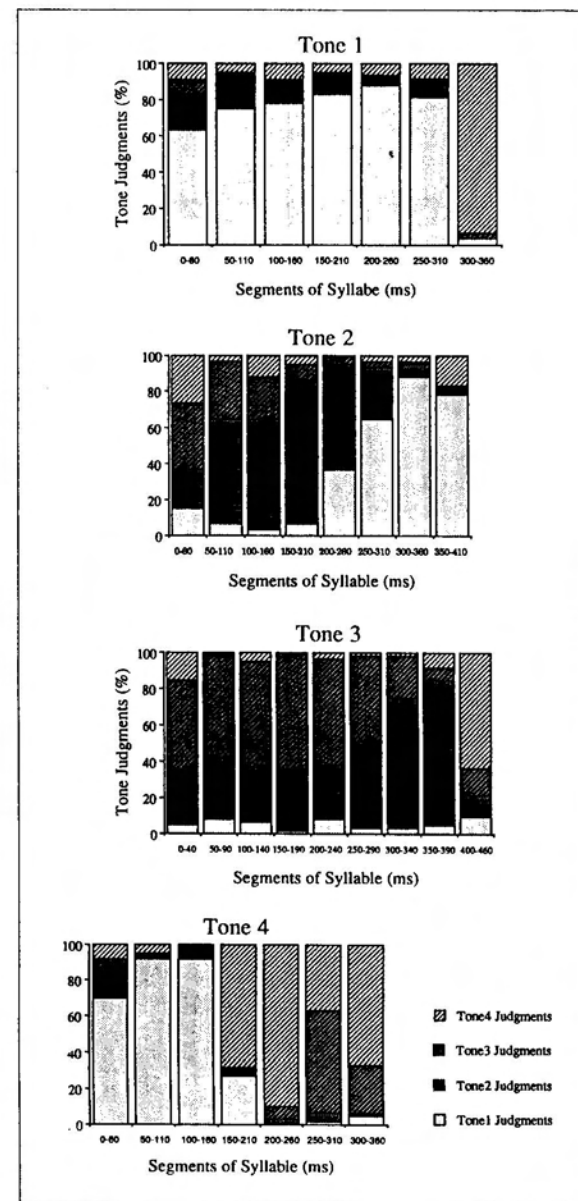 Tone 1
Tone Judgments (%)
100
80
60
40
20
0
0-60 50-110 100-160 150-210 200-260 250-310 300-360
Segments of Syllabe (ms)
Tone 2
100
80
60
40
20
0
0-60 50-110 100-160 150-210 200-260 250-310 300-360 350-410
Segments of Syllable (ms)
Tone 3
Tone Judgments (%)
100
80
60
40
20
0
0-40 50-90 100-140 150-190 200-240 250-290 300-340 350-390 400-460
Segments of Syllable (ms)
Tone 4
100
80
60
40
20
0
0-60 50-110 100-160 150-210 200-260 250-310 300-360
Segments of Syllable (ms)
Tone4 Judgments
Tone3 Judgments
Tone2 Judgments
Tone1 Judgments